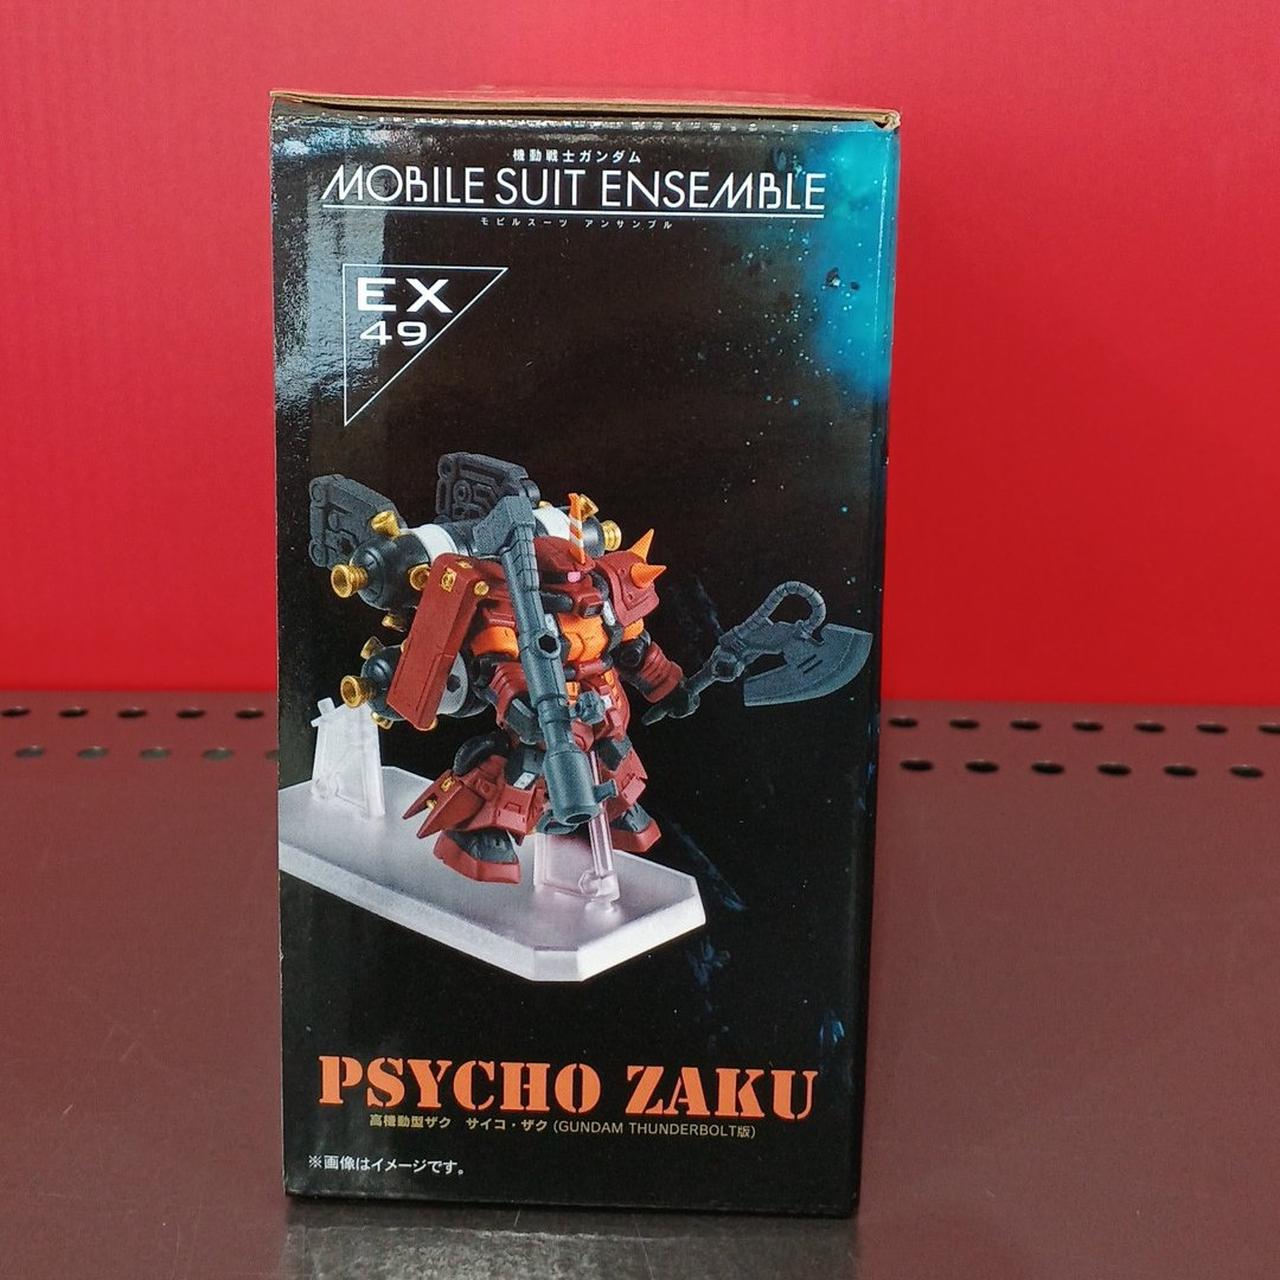 機動戦士ガンダム
MOBILE SUIT ENSEMBLE
モビルスーツ アンサンブル
EX
49
PSYCHO ZAKU
高機動型ザク サイコ・ザク (GUNDAM THUNDERBOLT版)
※画像はイメージです。